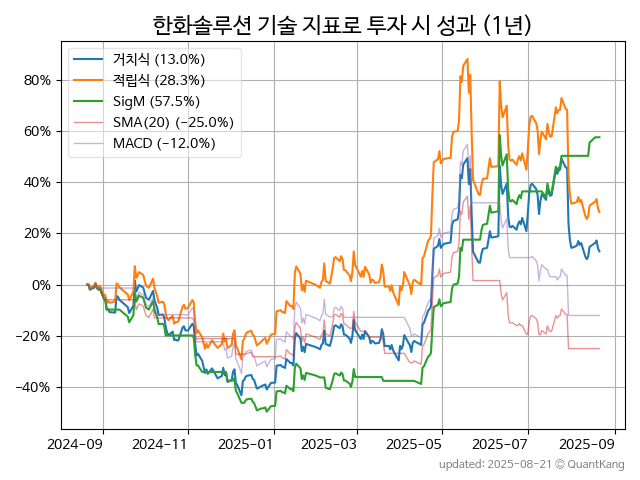 한화솔루션 기술 지표로 투자 시 성과 (1년)
거치식 (13.0%)
적립식 (28.3%)
SigM (57.5%)
SMA(20) (−25.0%)
MACD (−12.0%)
80%
60%
40%
20%
0%
−20%
−40%
2024-09 2024-11 2025-01 2025-03 2025-05 2025-07 2025-09
updated: 2025-08-21 © QuantKang